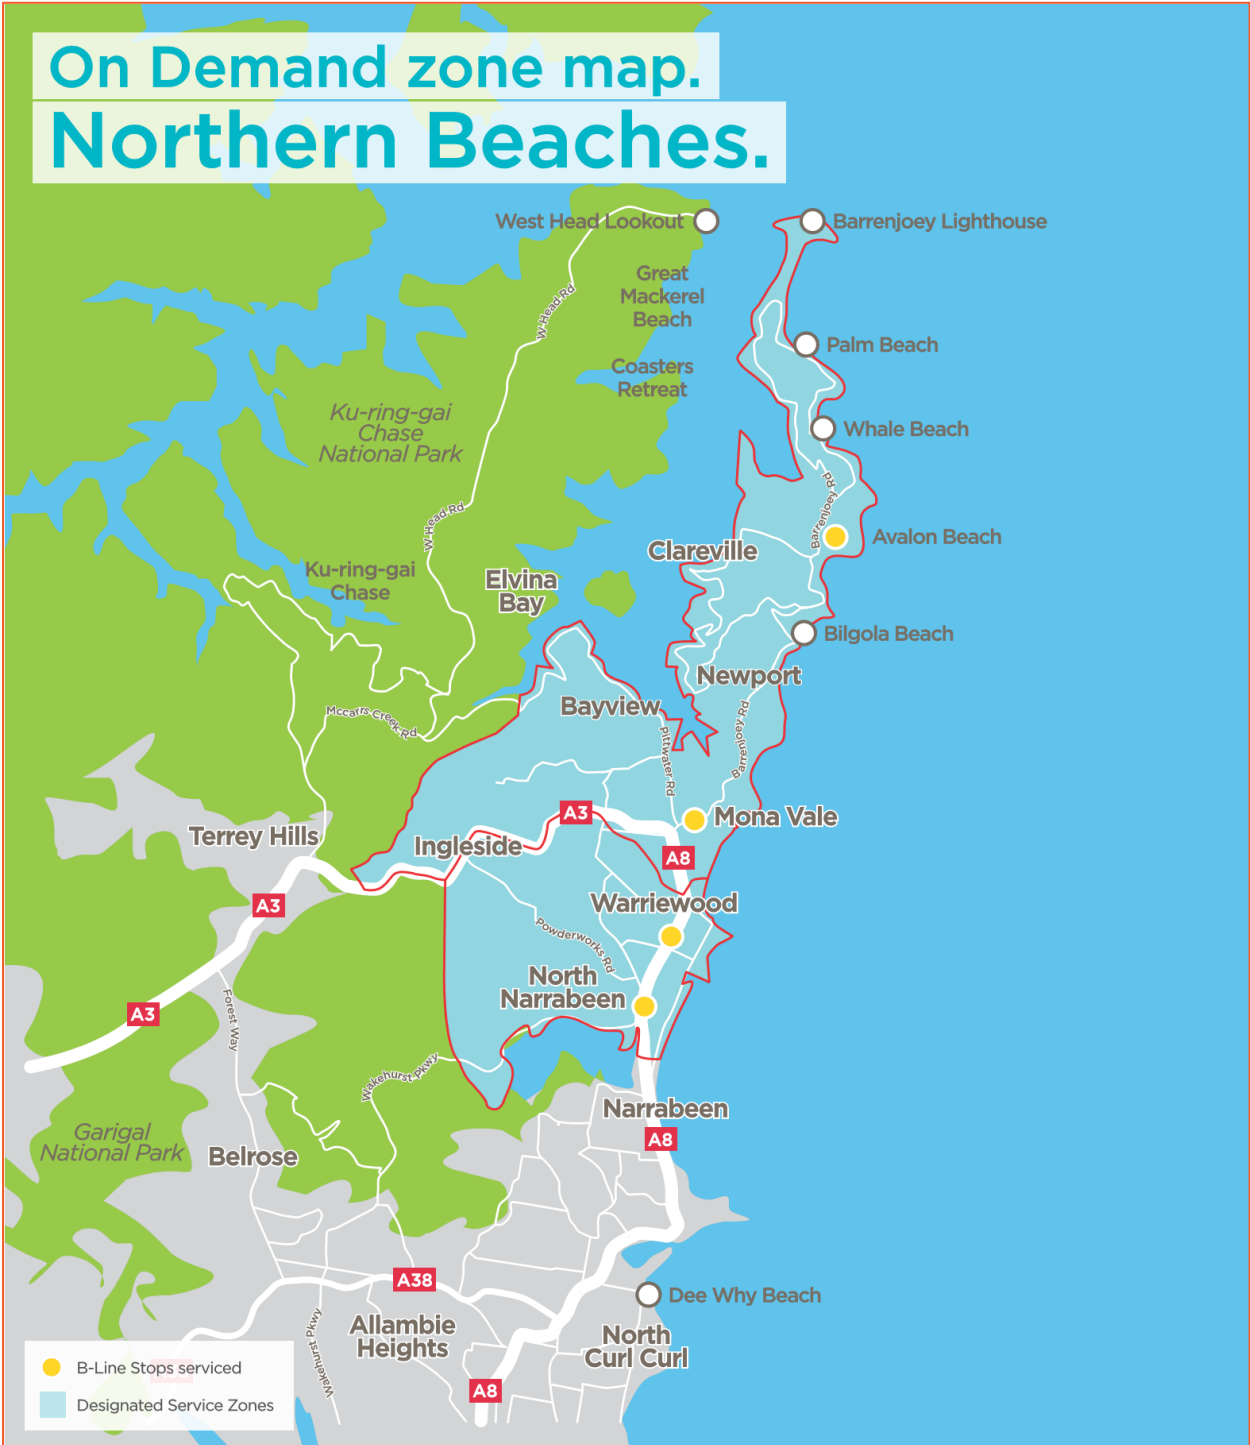 On Demand zone map.
Northern Beaches.
West Head Lookout
Barrenjoey Lighthouse
Great
Mackerel
Beach
W Head Rd
Palm Beach
Coasters
Retreat
Ku-ring-gai
Chase
National Park
Whale Beach
Barrenjoey Rd
W Head Rd
Avalon Beach
Clareville
Ku-ring-gai
Chase
Elvina
Bay
Bilgola Beach
Newport
Bayview
Mccarrs Creek Rd
Pittwater Rd
Barrenjoey Rd
A3
Mona Vale
Terrey Hills
Ingleside
A8
A3
Warriewood
Powderworks Rd
North
Narrabeen
A3
Forest Way
Wakehurst Pkwy
Narrabeen
A8
Garigal
National Park
Belrose
A38
Dee Why Beach
Allambie
Heights
North
Curl Curl
Wakehurst Pkwy
A8
B-Line Stops serviced
Designated Service Zones